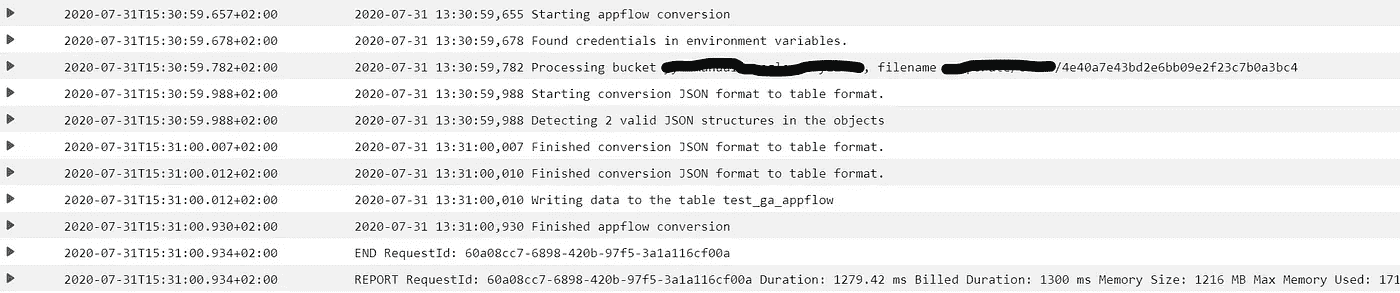 2020-07-31T15:30:59.657+02:00 2020-07-31 13:30:59,655 Starting appflow conversion
2020-07-31T15:30:59.678+02:00 2020-07-31 13:30:59,678 Found credentials in environment variables.
2020-07-31T15:30:59.782+02:00 2020-07-31 13:30:59,782 Processing bucket , filename /4e40a7e43bd2e6bb09e2f23c7b0a3bc4
2020-07-31T15:30:59.988+02:00 2020-07-31 13:30:59,988 Starting conversion JSON format to table format.
2020-07-31T15:30:59.988+02:00 2020-07-31 13:30:59,988 Detecting 2 valid JSON structures in the objects
2020-07-31T15:31:00.007+02:00 2020-07-31 13:31:00,007 Finished conversion JSON format to table format.
2020-07-31T15:31:00.012+02:00 2020-07-31 13:31:00,010 Finished conversion JSON format to table format.
2020-07-31T15:31:00.012+02:00 2020-07-31 13:31:00,010 Writing data to the table test_ga_appflow
2020-07-31T15:31:00.930+02:00 2020-07-31 13:31:00,930 Finished appflow conversion
2020-07-31T15:31:00.934+02:00 END RequestId: 60a08cc7-6898-420b-97f5-3a1a116cf00a
2020-07-31T15:31:00.934+02:00 REPORT RequestId: 60a08cc7-6898-420b-97f5-3a1a116cf00a Duration: 1279.42 ms Billed Duration: 1300 ms Memory Size: 1216 MB Max Memory Used: 171